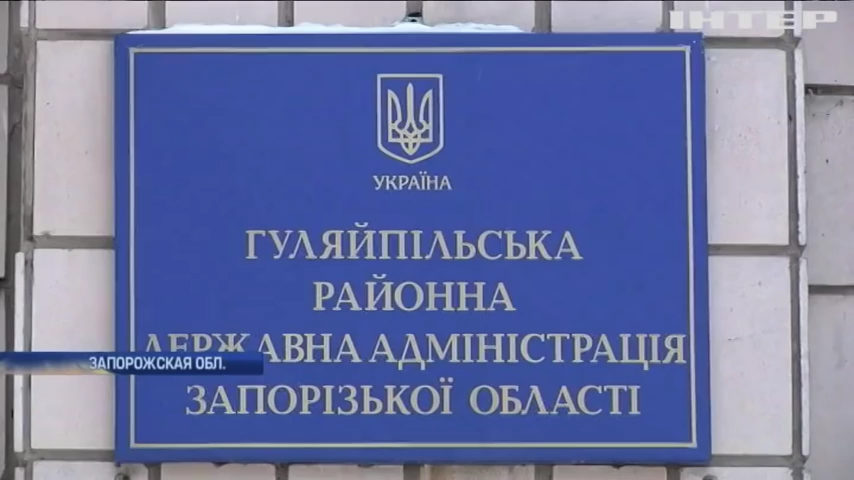 ІНТЕР
УКРАЇНА
ГУЛЯЙПІЛЬСЬКА
РАЙОННА
ДЕРЖАВНА АДМІНІСТРАЦІЯ
ЗАПОРОЖСКАЯ ОБЛ.
ЗАПОРІЗЬКОЇ ОБЛАСТІ